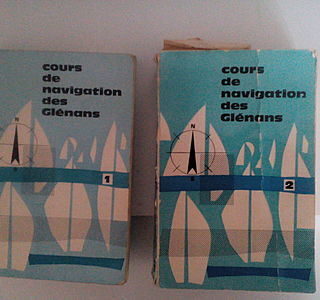 cours
de
navigation
des
Glénans
N
S
1
cours
de
navigation
des
Glénans
N
S
2